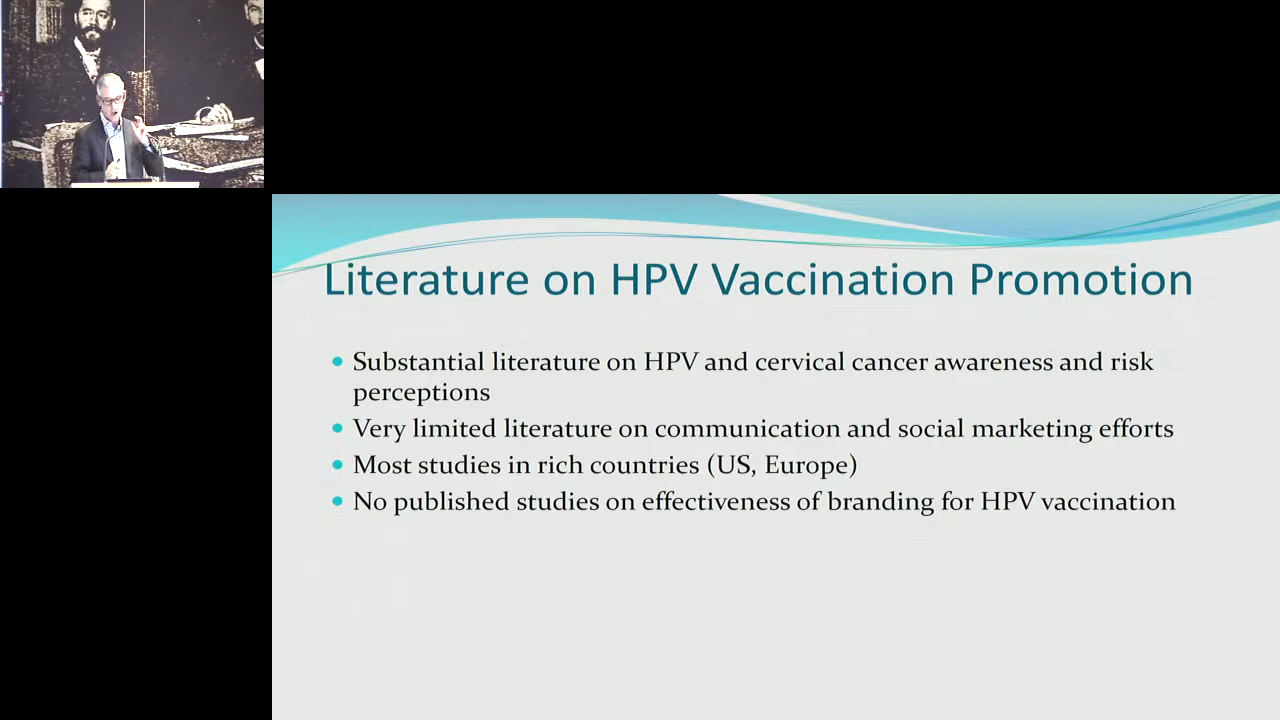 Literature on HPV Vaccination Promotion
Substantial literature on HPV and cervical cancer awareness and risk
perceptions
Very limited literature on communication and social marketing efforts
Most studies in rich countries (US, Europe)
No published studies on effectiveness of branding for HPV vaccination